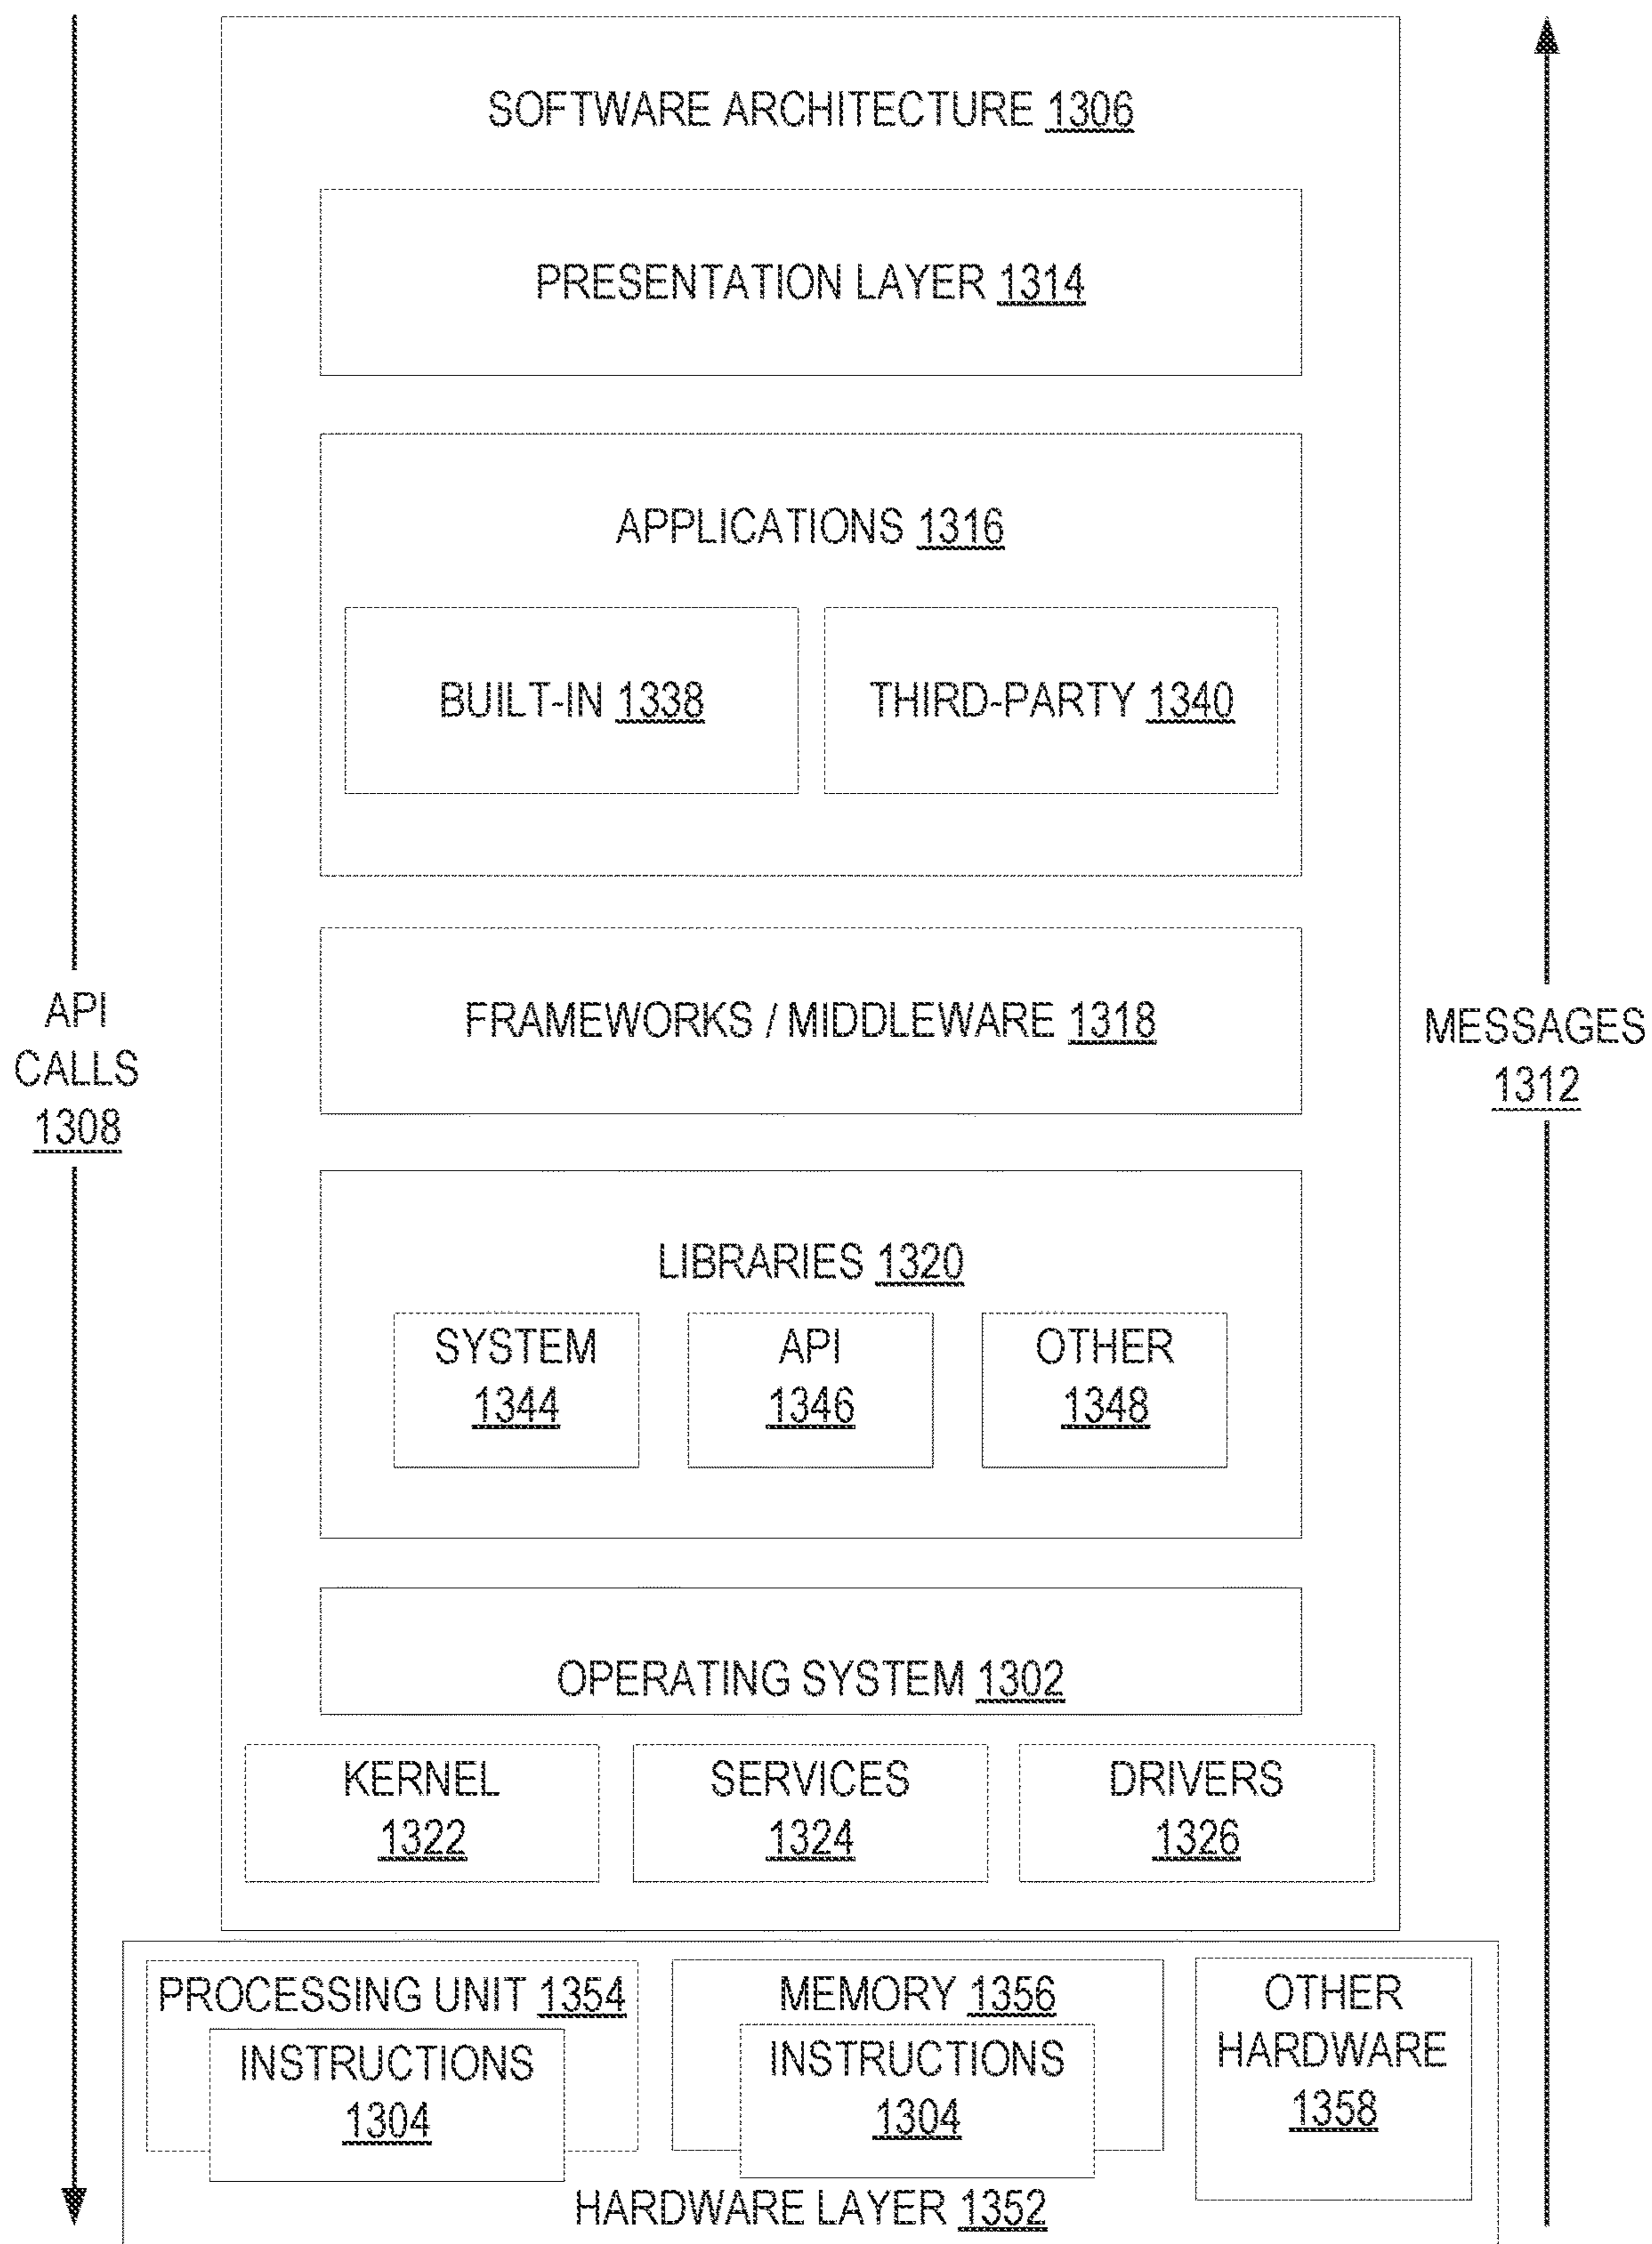 SOFTWARE ARCHITECTURE 1306
PRESENTATION LAYER 1314
APPLICATIONS 1316
BUILT-IN 1338
THIRD-PARTY 1340
FRAMEWORKS / MIDDLEWARE 1318
API
CALLS
1308
MESSAGES
1312
LIBRARIES 1320
SYSTEM
1344
API
1346
OTHER
1348
OPERATING SYSTEM 1302
KERNEL
1322
SERVICES
1324
DRIVERS
1326
PROCESSING UNIT 1354
INSTRUCTIONS
1304
MEMORY 1356
INSTRUCTIONS
1304
OTHER
HARDWARE
1358
HARDWARE LAYER 1352